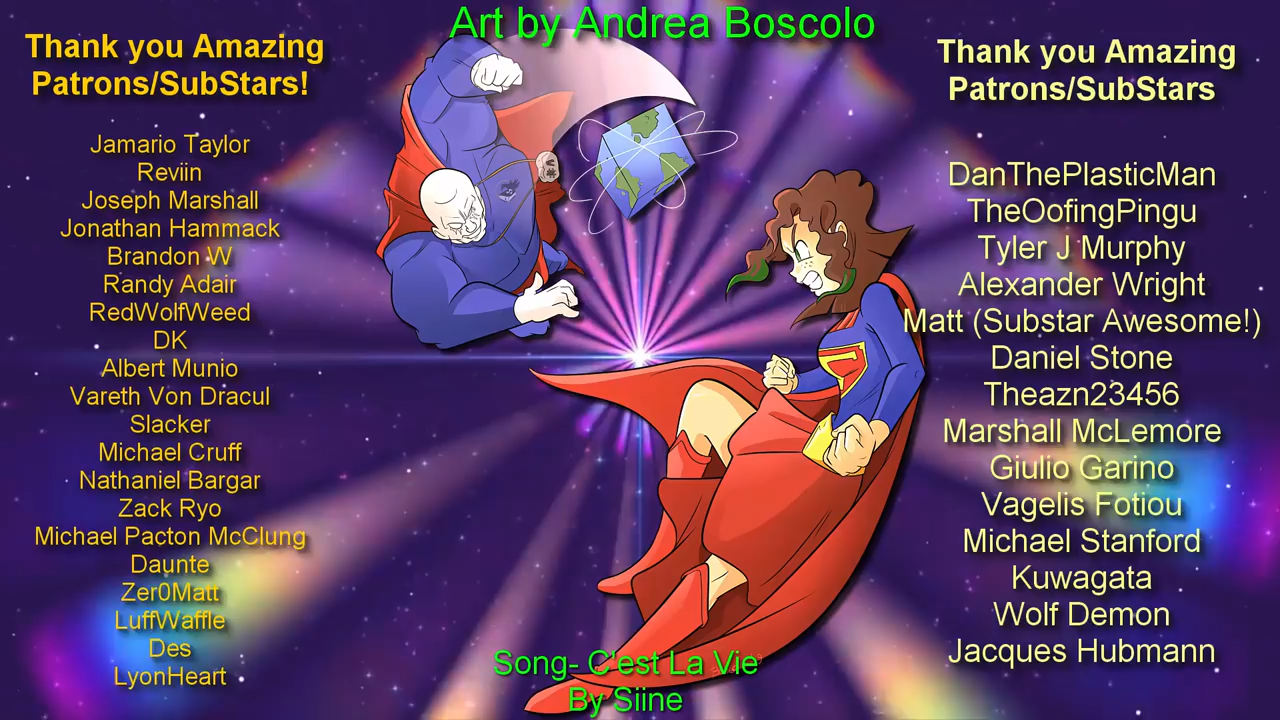 Art by Andrea Boscolo
Thank you Amazing
Patrons/SubStars!
Jamario Taylor
Reviin
Joseph Marshall
Jonathan Hammack
Brandon W
Randy Adair
RedWolfWeed
DK
Albert Munio
Vareth Von Dracul
Slacker
Michael Cruff
Nathaniel Bargar
Zack Ryo
Michael Pacton McClung
Daunte
Zer0Matt
LuffWaffle
Des
LyonHeart
Thank you Amazing
Patrons/SubStars
DanThePlasticMan
TheOofingPingu
Tyler J Murphy
Alexander Wright
Matt (Substar Awesome!)
Daniel Stone
Theazn23456
Marshall McLemore
Giulio Garino
Vagelis Fotiou
Michael Stanford
Kuwagata
Wolf Demon
Jacques Hubmann
Song- C'est La Vie
By Siine